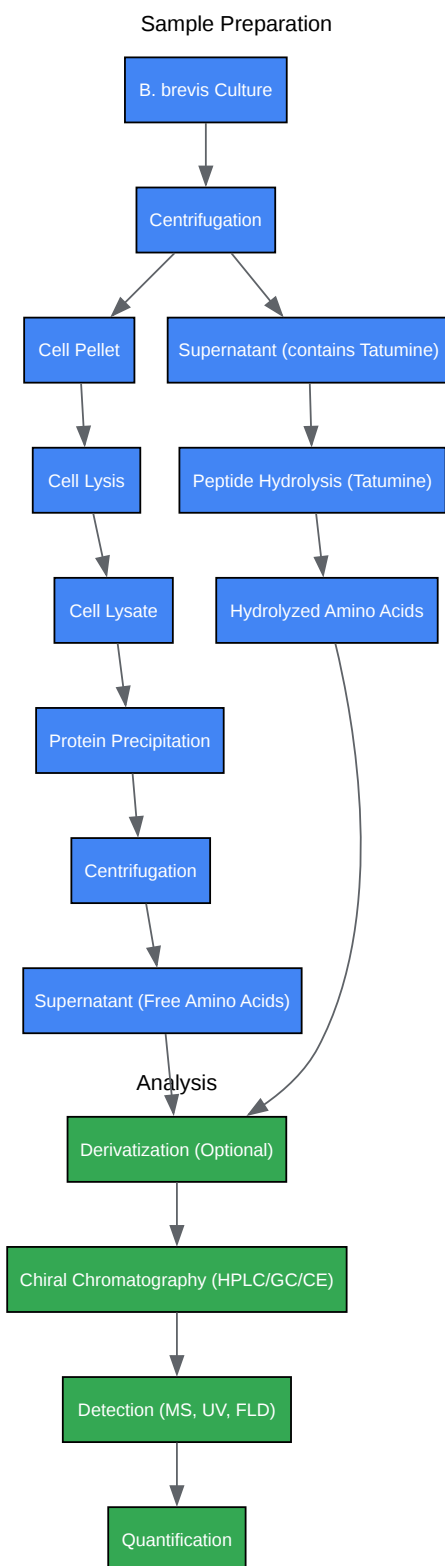 Sample Preparation
B. brevis Culture
Centrifugation
Cell Pellet
Supernatant (contains Tatumine)
Cell Lysis
Peptide Hydrolysis (Tatumine)
Cell Lysate
Hydrolyzed Amino Acids
Protein Precipitation
Centrifugation
Supernatant (Free Amino Acids)
Analysis
Derivatization (Optional)
Chiral Chromatography (HPLC/GC/CE)
Detection (MS, UV, FLD)
Quantification